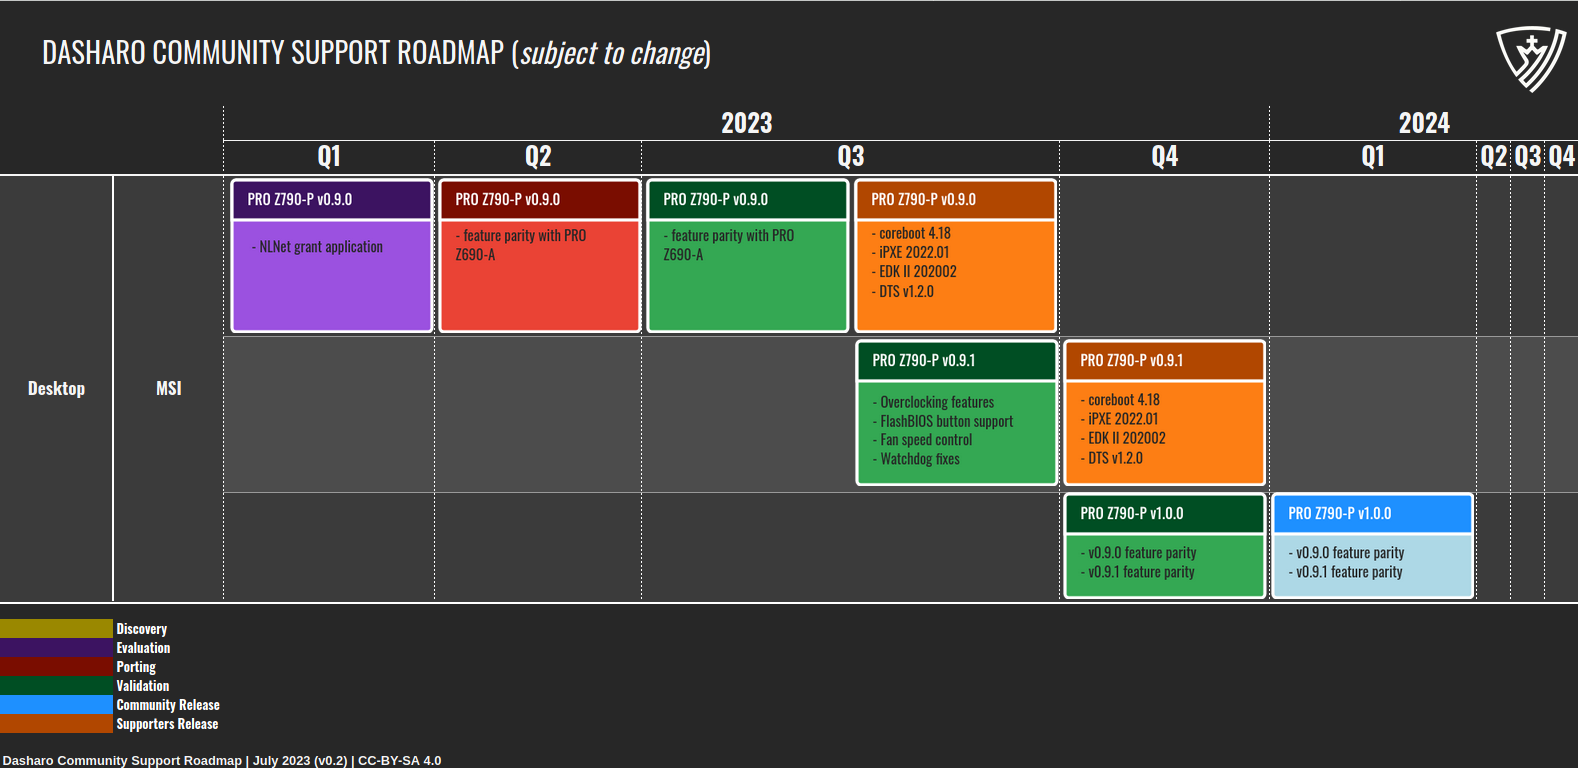 DASHARO COMMUNITY SUPPORT ROADMAP (subject to change)
2023
2024
Q1
Q2
Q3
Q4
Q1
Q2
Q3
Q4
Desktop
MSI
PRO Z790-P v0.9.0
- NLNet grant application
PRO Z790-P v0.9.0
- feature parity with PRO
Z690-A
PRO Z790-P v0.9.0
- feature parity with PRO
Z690-A
PRO Z790-P v0.9.0
- coreboot 4.18
- iPXE 2022.01
- EDK II 202002
- DTS v1.2.0
PRO Z790-P v0.9.1
- Overclocking features
- FlashBIOS button support
- Fan speed control
- Watchdog fixes
PRO Z790-P v0.9.1
- coreboot 4.18
- iPXE 2022.01
- EDK II 202002
- DTS v1.2.0
PRO Z790-P v1.0.0
- v0.9.0 feature parity
- v0.9.1 feature parity
PRO Z790-P v1.0.0
- v0.9.0 feature parity
- v0.9.1 feature parity
Discovery
Evaluation
Porting
Validation
Community Release
Supporters Release
Dasharo Community Support Roadmap | July 2023 (v0.2) | CC-BY-SA 4.0